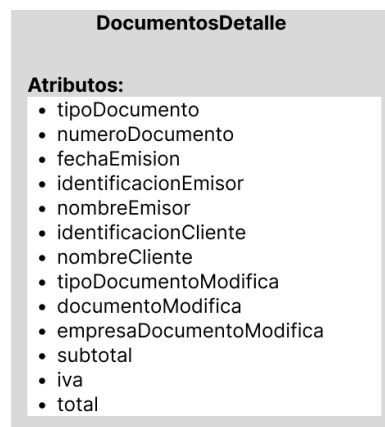 DocumentosDetalle
Atributos:
• tipoDocumento
• numeroDocumento
• fechaEmision
• identificacionEmisor
• nombreEmisor
• identificacionCliente
• nombreCliente
• tipoDocumentoModifica
• documentoModifica
• empresaDocumentoModifica
• subtotal
• iva
• total